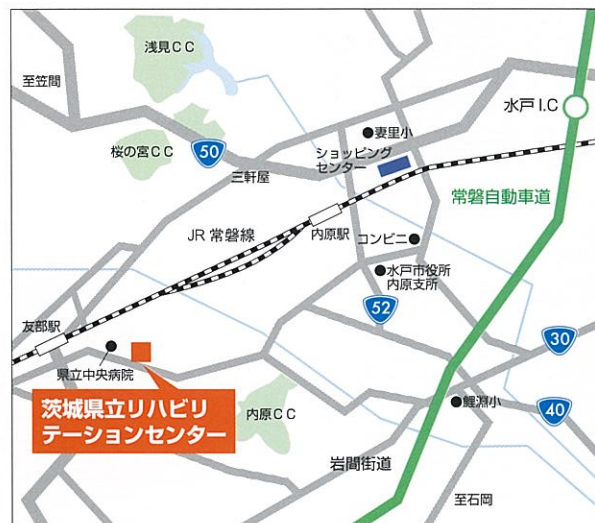 浅見CC
至笠間
水戸I.C
妻里小
50
ショッピング
センター
桜の宮CC
三軒屋
常磐自動車道
JR常磐線
内原駅
コンビニ
水戸市役所
内原支所
52
友部駅
30
県立中央病院
茨城県立リハビリ
テーションセンター
内原CC
鯉淵小
40
岩間街道
至石岡